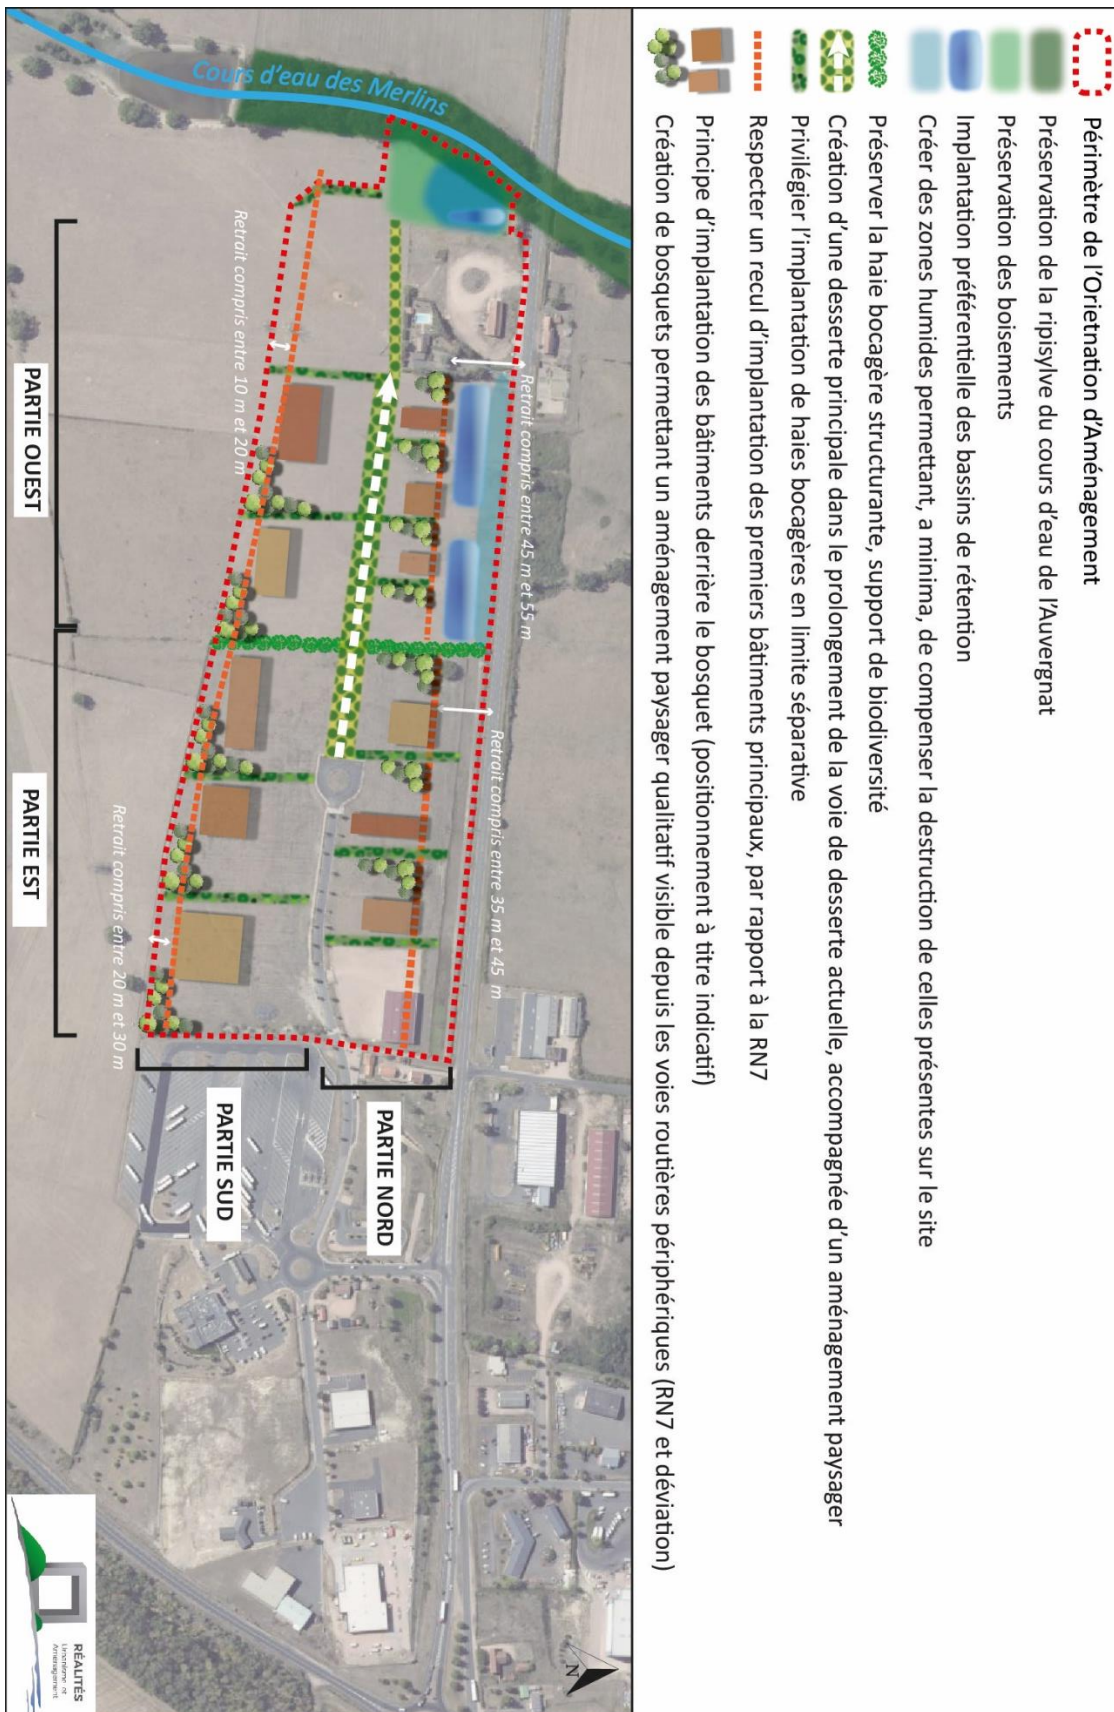 Périmètre de l'Orietnation d'Aménagement
Préservation de la ripisylve du cours d'eau de l'Auvergnat
Préservation des boisements
Implantation préférentielle des bassins de rétention
Créer des zones humides permettant, a minima, de compenser la destruction de celles présentes sur le site
Préserver la haie bocagère structurante, support de biodiversité
Création d'une desserte principale dans le prolongement de la voie de desserte actuelle, accompagnée d'un aménagement paysager
Privilégier l'implantation de haies bocagères en limite séparative
Respecter un recul d'implantation des premiers bâtiments principaux, par rapport à la RN7
Principe d'implantation des bâtiments derrière le bosquet (positionnement à titre indicatif)
Création de bosquets permettant un aménagement paysager qualitatif visible depuis les voies routières périphériques (RN7 et déviation)
Cours d'eau des Merlins
Retrait compris entre 45 m et 55 m
Retrait compris entre 35 m et 45 m
Retrait compris entre 10 m et 20 m
Retrait compris entre 20 m et 30 m
PARTIE NORD
PARTIE SUD
PARTIE OUEST
PARTIE EST
N
RÉALITÉS
Urbanisme et
Aménagement